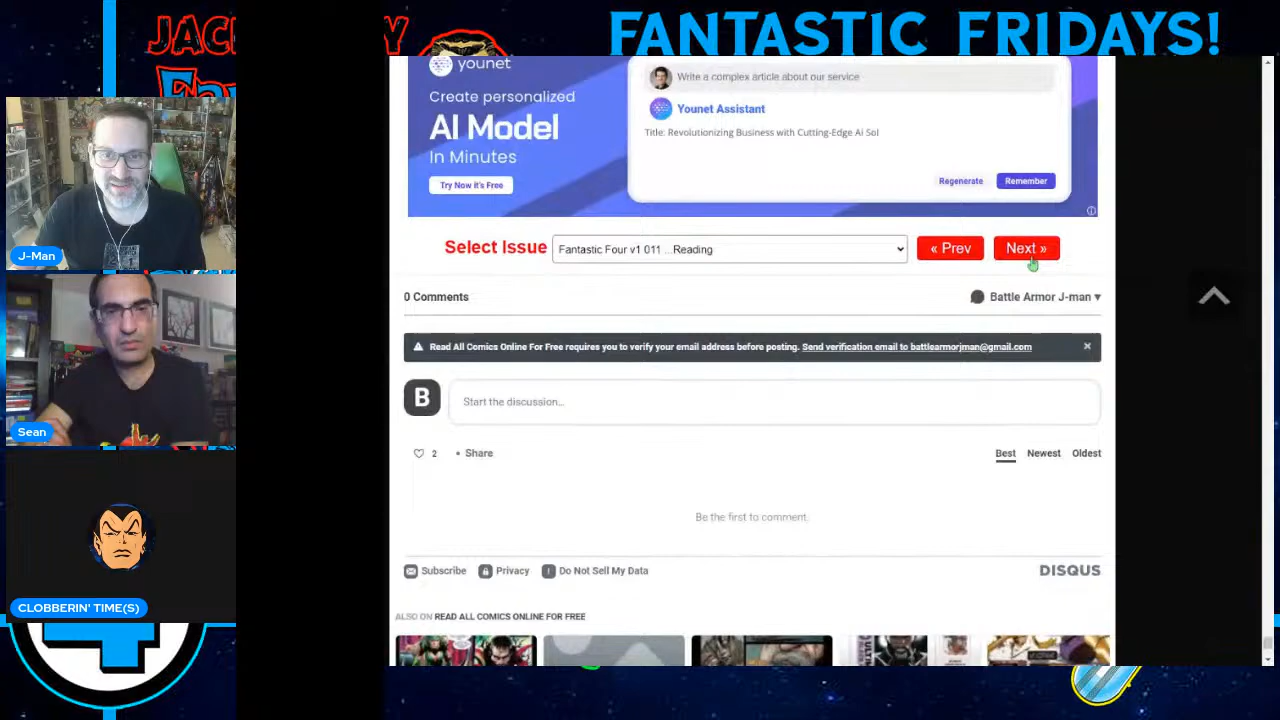 FANTASTIC FRIDAYS!
younet
Create personalized
AI Model
In Minutes
Try Now it's Free
Write a complex article about our service
Younet Assistant
Title: Revolutionizing Business with Cutting-Edge Ai Sol
Regenerate
Remember
J-Man
Select Issue
Fantastic Four v1 011 ...Reading
« Prev
Next »
0 Comments
Battle Armor J-man
Read All Comics Online For Free requires you to verify your email address before posting. Send verification email to battlearmorjman@gmail.com
B
Start the discussion...
Sean
2
• Share
Best
Newest
Oldest
Be the first to comment.
Subscribe
Privacy
Do Not Sell My Data
DISQUS
CLOBBERIN' TIME(S)
ALSO ON READ ALL COMICS ONLINE FOR FREE